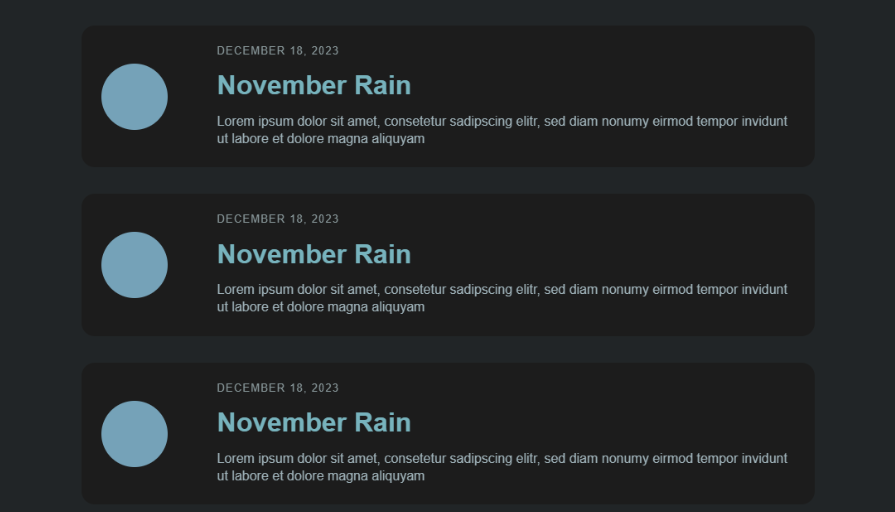 DECEMBER 18, 2023
November Rain
Lorem ipsum dolor sit amet, consetetur sadipscing elitr, sed diam nonumy eirmod tempor invidunt
ut labore et dolore magna aliquyam
DECEMBER 18, 2023
November Rain
Lorem ipsum dolor sit amet, consetetur sadipscing elitr, sed diam nonumy eirmod tempor invidunt
ut labore et dolore magna aliquyam
DECEMBER 18, 2023
November Rain
Lorem ipsum dolor sit amet, consetetur sadipscing elitr, sed diam nonumy eirmod tempor invidunt
ut labore et dolore magna aliquyam